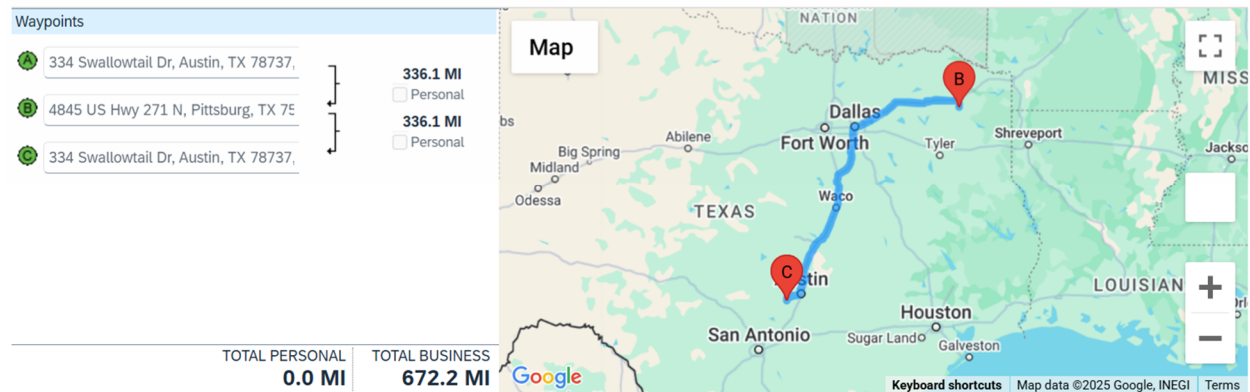 Waypoints
A 334 Swallowtail Dr, Austin, TX 78737,
336.1 MI
Personal
B 4845 US Hwy 271 N, Pittsburg, TX 75
336.1 MI
Personal
C 334 Swallowtail Dr, Austin, TX 78737,
TOTAL PERSONAL
0.0 MI
TOTAL BUSINESS
672.2 MI
Map
NATION
MISS
B
Dallas
Fort Worth
bs
Abilene
Tyler
Shreveport
Jackso
Big Spring
Midland
Odessa
Waco
TEXAS
C
stin
LOUISIAN
Houston
San Antonio
Sugar Land
Galveston
+
−
Google
Keyboard shortcuts
Map data ©2025 Google, INEGI
Terms